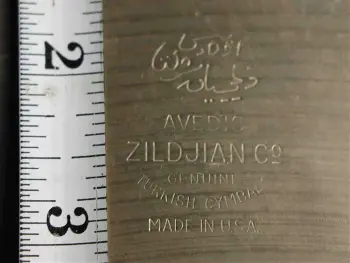 2
3
AVEDIS
ZILDJIAN CO
GENUINE
TURKISH CYMBALS
MADE IN U.S.A.